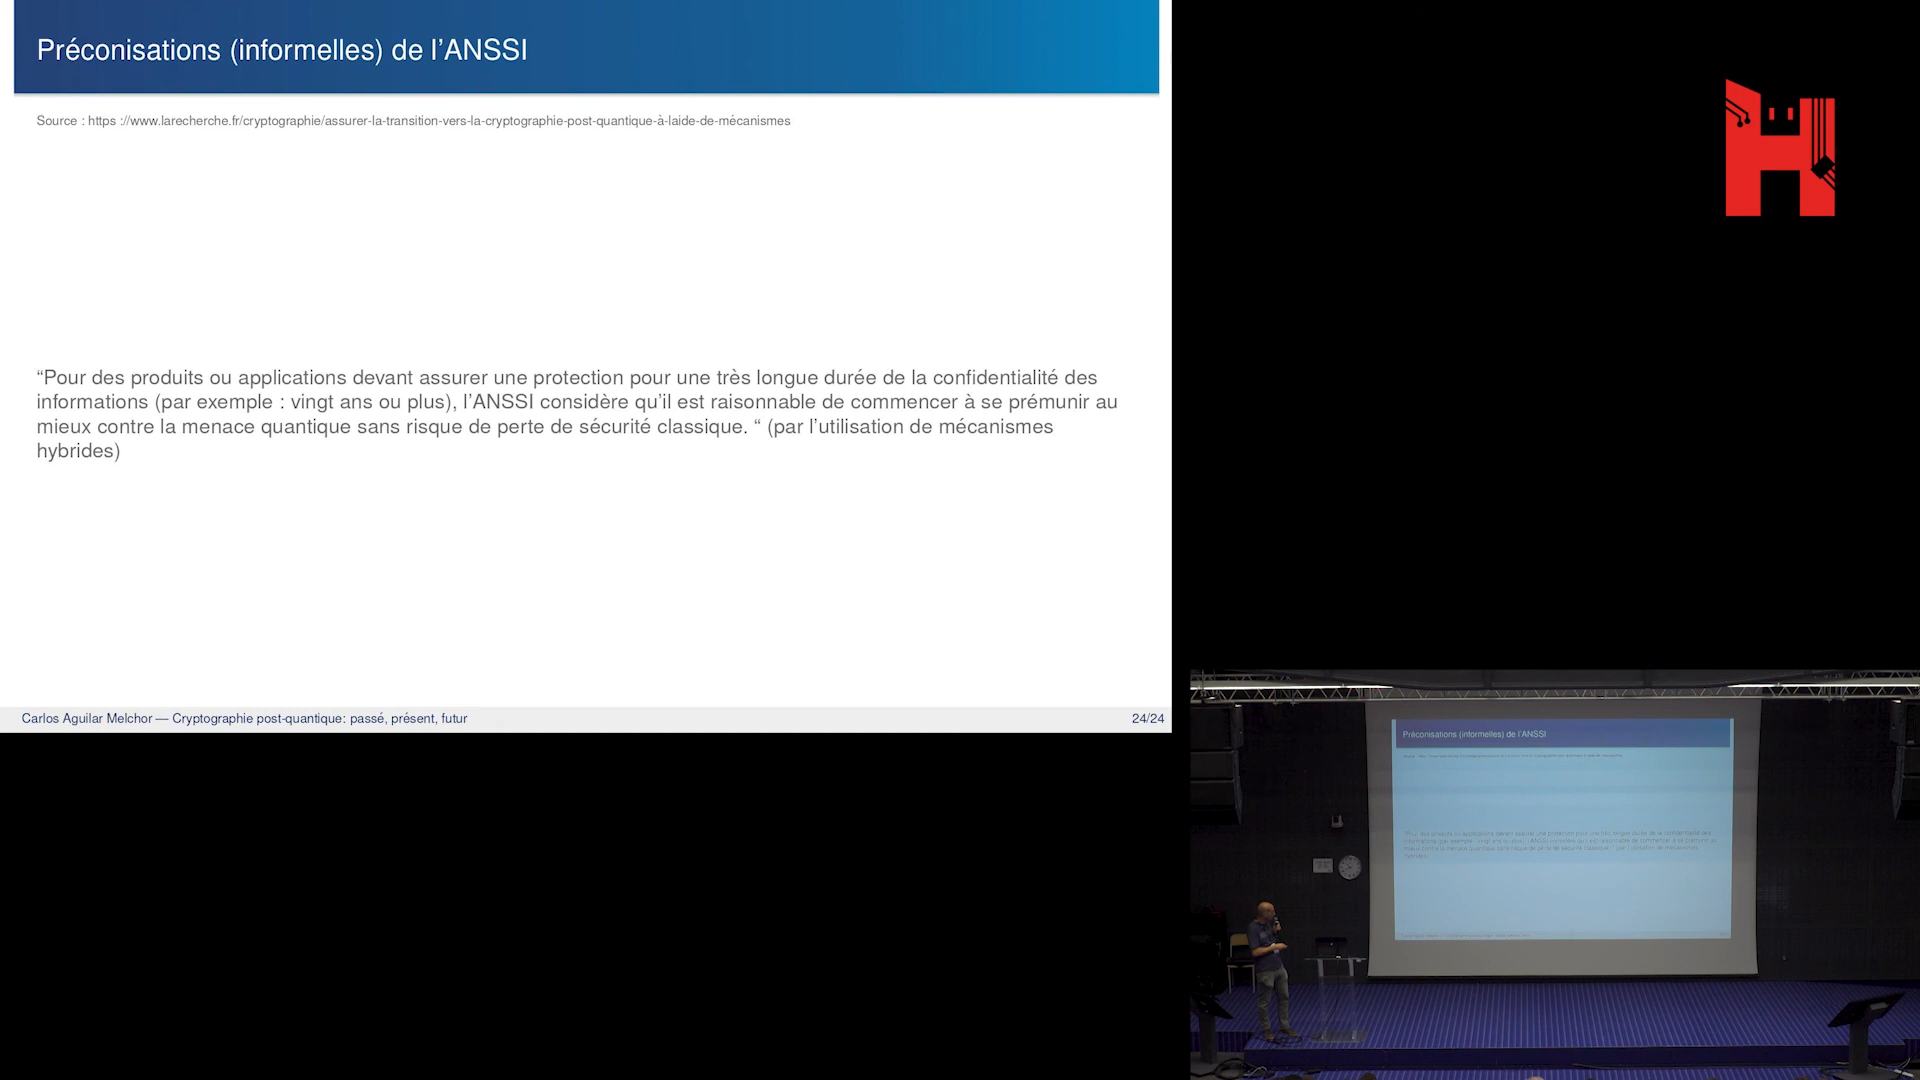 Préconisations (informelles) de l'ANSSI
Source : https ://www.larecherche.fr/cryptographie/assurer-la-transition-vers-la-cryptographie-post-quantique-à-laide-de-mécanismes
“Pour des produits ou applications devant assurer une protection pour une très longue durée de la confidentialité des
informations (par exemple : vingt ans ou plus), l'ANSSI considère qu'il est raisonnable de commencer à se prémunir au
mieux contre la menace quantique sans risque de perte de sécurité classique. “ (par l'utilisation de mécanismes
hybrides)
Carlos Aguilar Melchor — Cryptographie post-quantique: passé, présent, futur
24/24
Préconisations (informelles) de l'ANSSI